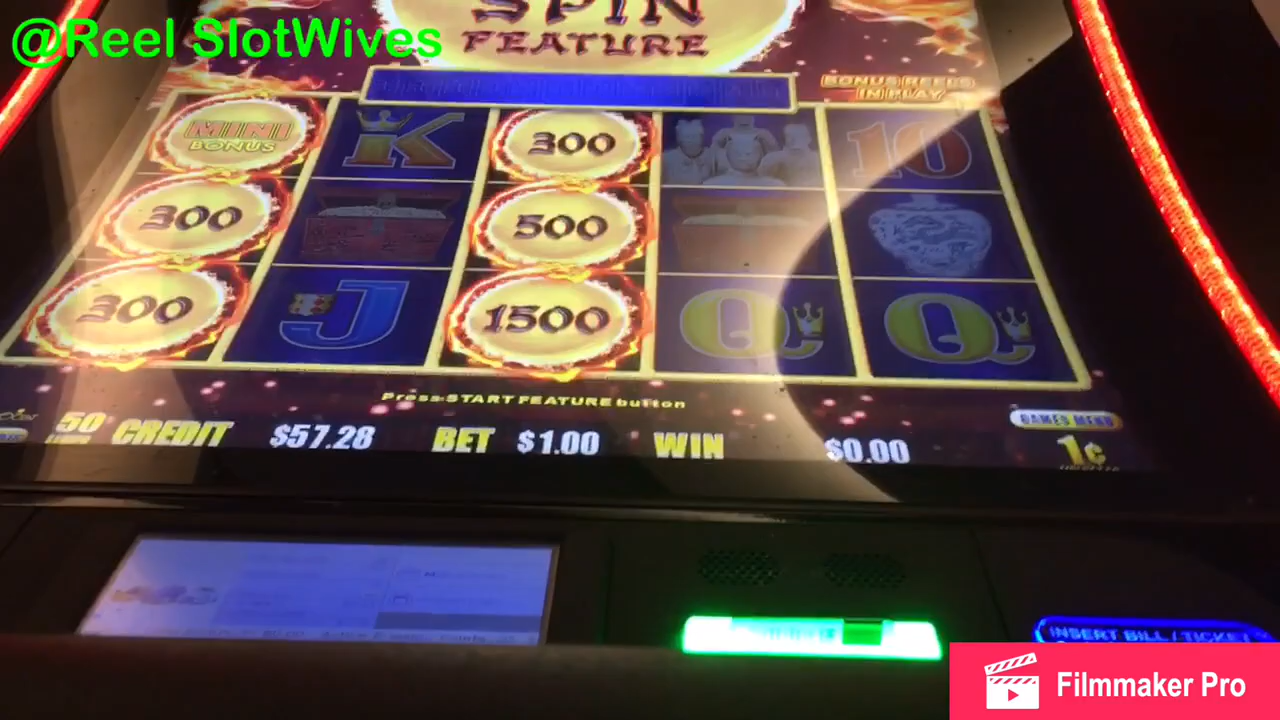 @Reel SlotWives
SPIN
FEATURE
BONUS REELS
IN PLAY
MINI
BONUS
K
300
10
300
500
300
J
1500
Q
Q
Press START FEATURE button
GAMES MENU
50
CREDIT
$57.28
BET
$1.00
WIN
$0.00
1¢
INSERT BILL / TICKET
Filmmaker Pro